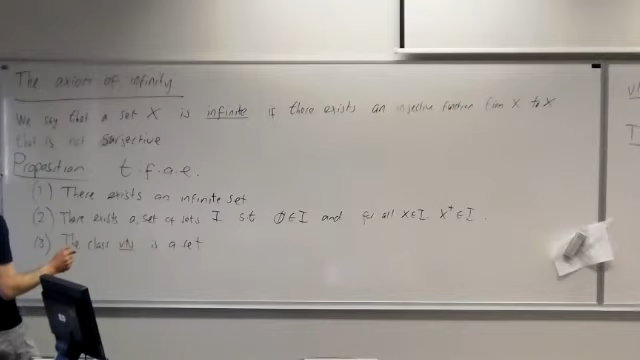 The axiom of infinity
We say that a set X is infinite if there exists an injective function from X to X
that is not surjective
Proposition t.f.a.e.
(1) There exists an infinite set
(2) There exists a set of sets I st ∅∈I and for all x∈I. x⁺∈I.
(3) The class is a set